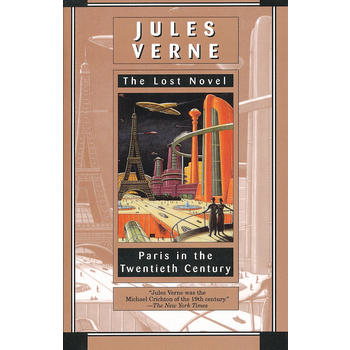 JULES
VERNE
The Lost Novel
Paris in the
Twentieth Century
"Jules Verne was the
Michael Crichton of the 19th century."
—The New York Times